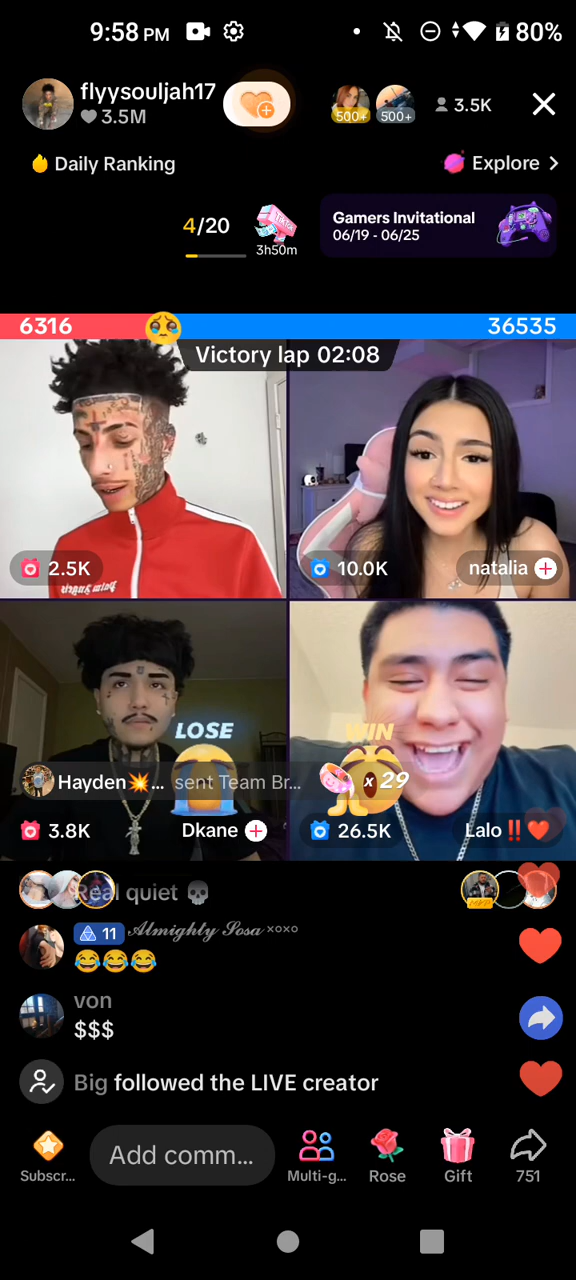 9:58 PM
80%
flyysouljah17
3.5M
500+
500+
3.5K
Daily Ranking
Explore
4/20
TikTok
3h50m
Gamers Invitational
06/19 - 06/25
6316
36535
Victory lap 02:08
2.5K
10.0K
natalia
LOSE
WIN
Hayden💥... sent Team Br...
x 29
3.8K
Dkane
26.5K
Lalo‼️❤️
Real quiet 💀
MVP
11 𝒜𝓁𝓂𝒾𝑔𝒽𝓉𝓎 𝒮𝑜𝓈𝒶 ×o×o
😂😂😂
von
$$$
Big followed the LIVE creator
Subscr...
Add comm...
Multi-g...
Rose
Gift
751